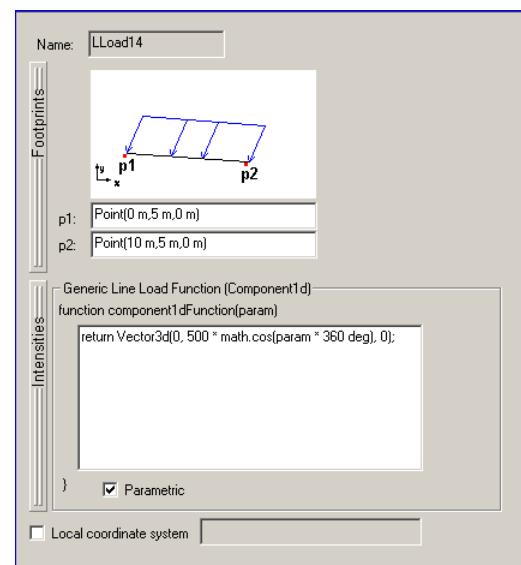 Name: LLoad14
Footprints
y
x
p1
p2
p1: Point(0 m,5 m,0 m)
p2: Point(10 m,5 m,0 m)
Intensities
Generic Line Load Function (Component1d)
function component1dFunction(param)
return Vector3d(0, 500 * math.cos(param * 360 deg), 0);
}
Parametric
Local coordinate system